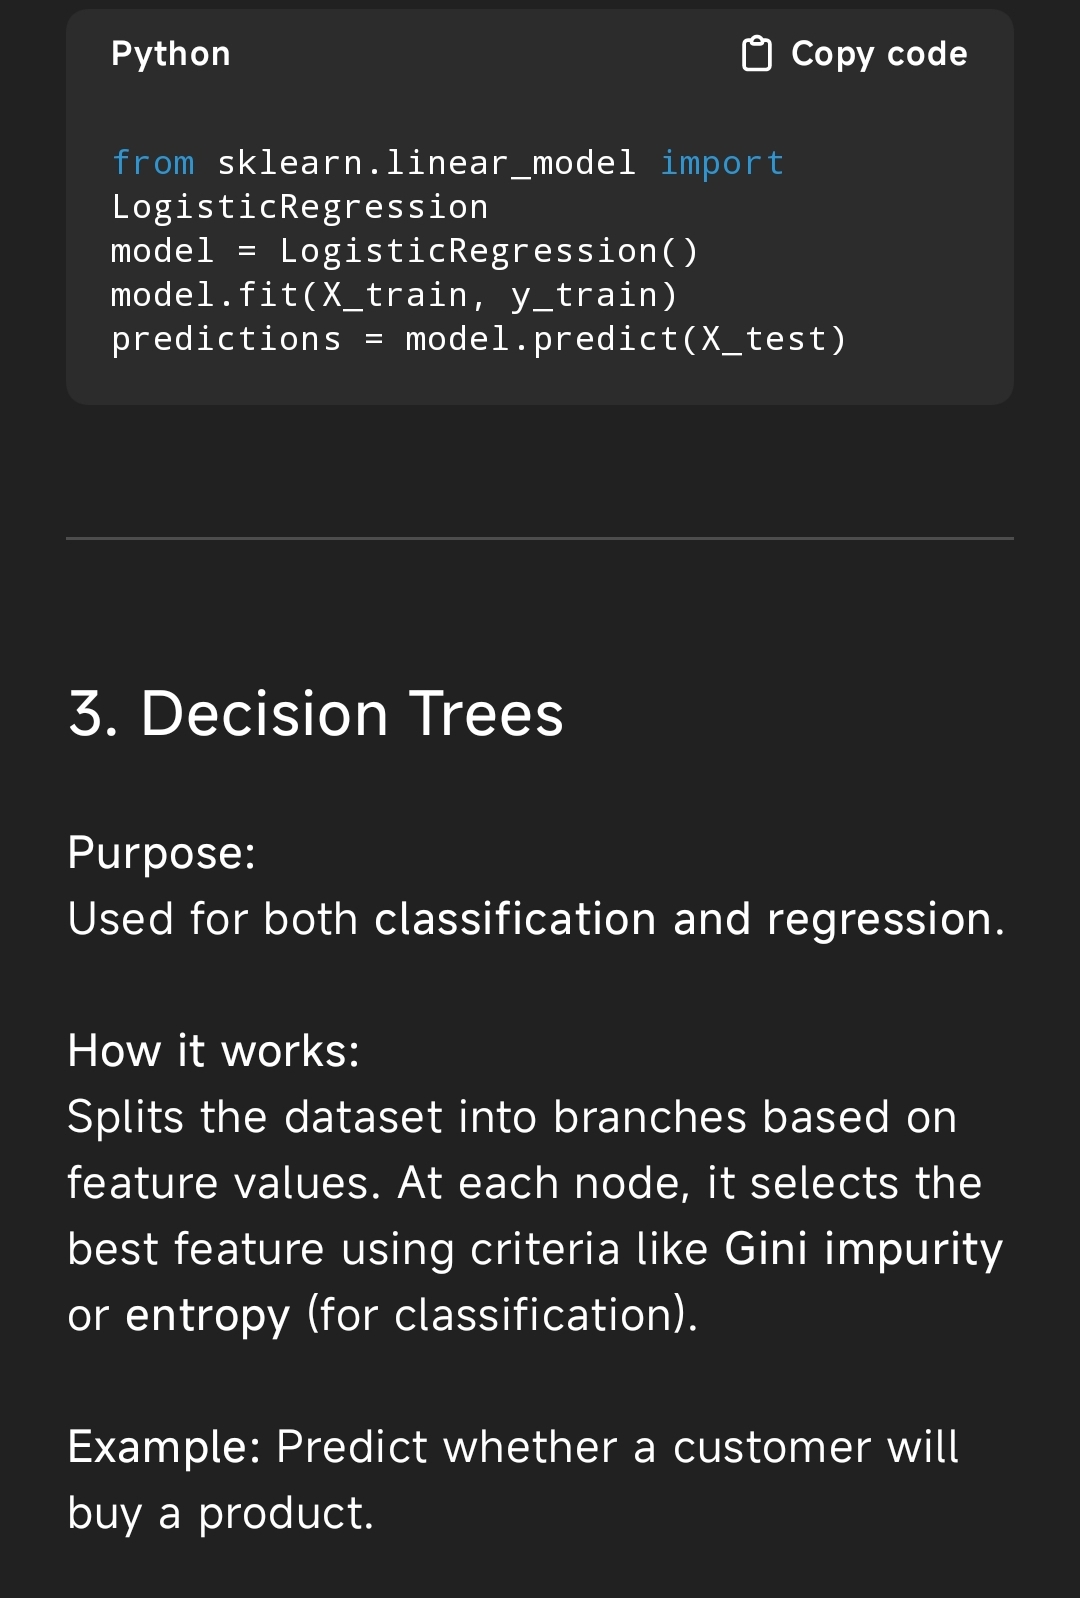 Python
Copy code
from sklearn.linear_model import
LogisticRegression
model = LogisticRegression()
model.fit(X_train, y_train)
predictions = model.predict(X_test)
3. Decision Trees
Purpose:
Used for both classification and regression.
How it works:
Splits the dataset into branches based on
feature values. At each node, it selects the
best feature using criteria like Gini impurity
or entropy (for classification).
Example: Predict whether a customer will
buy a product.